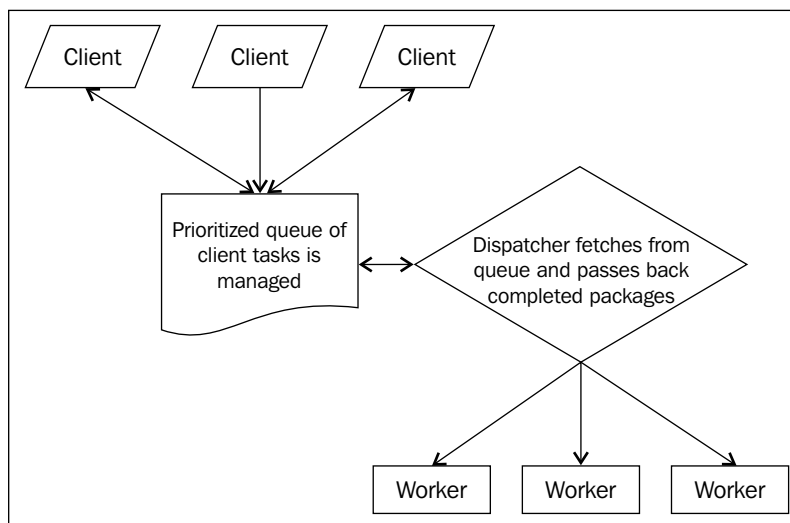 Client
Client
Client
Prioritized queue of
client tasks is
managed
Dispatcher fetches from
queue and passes back
completed packages
Worker
Worker
Worker